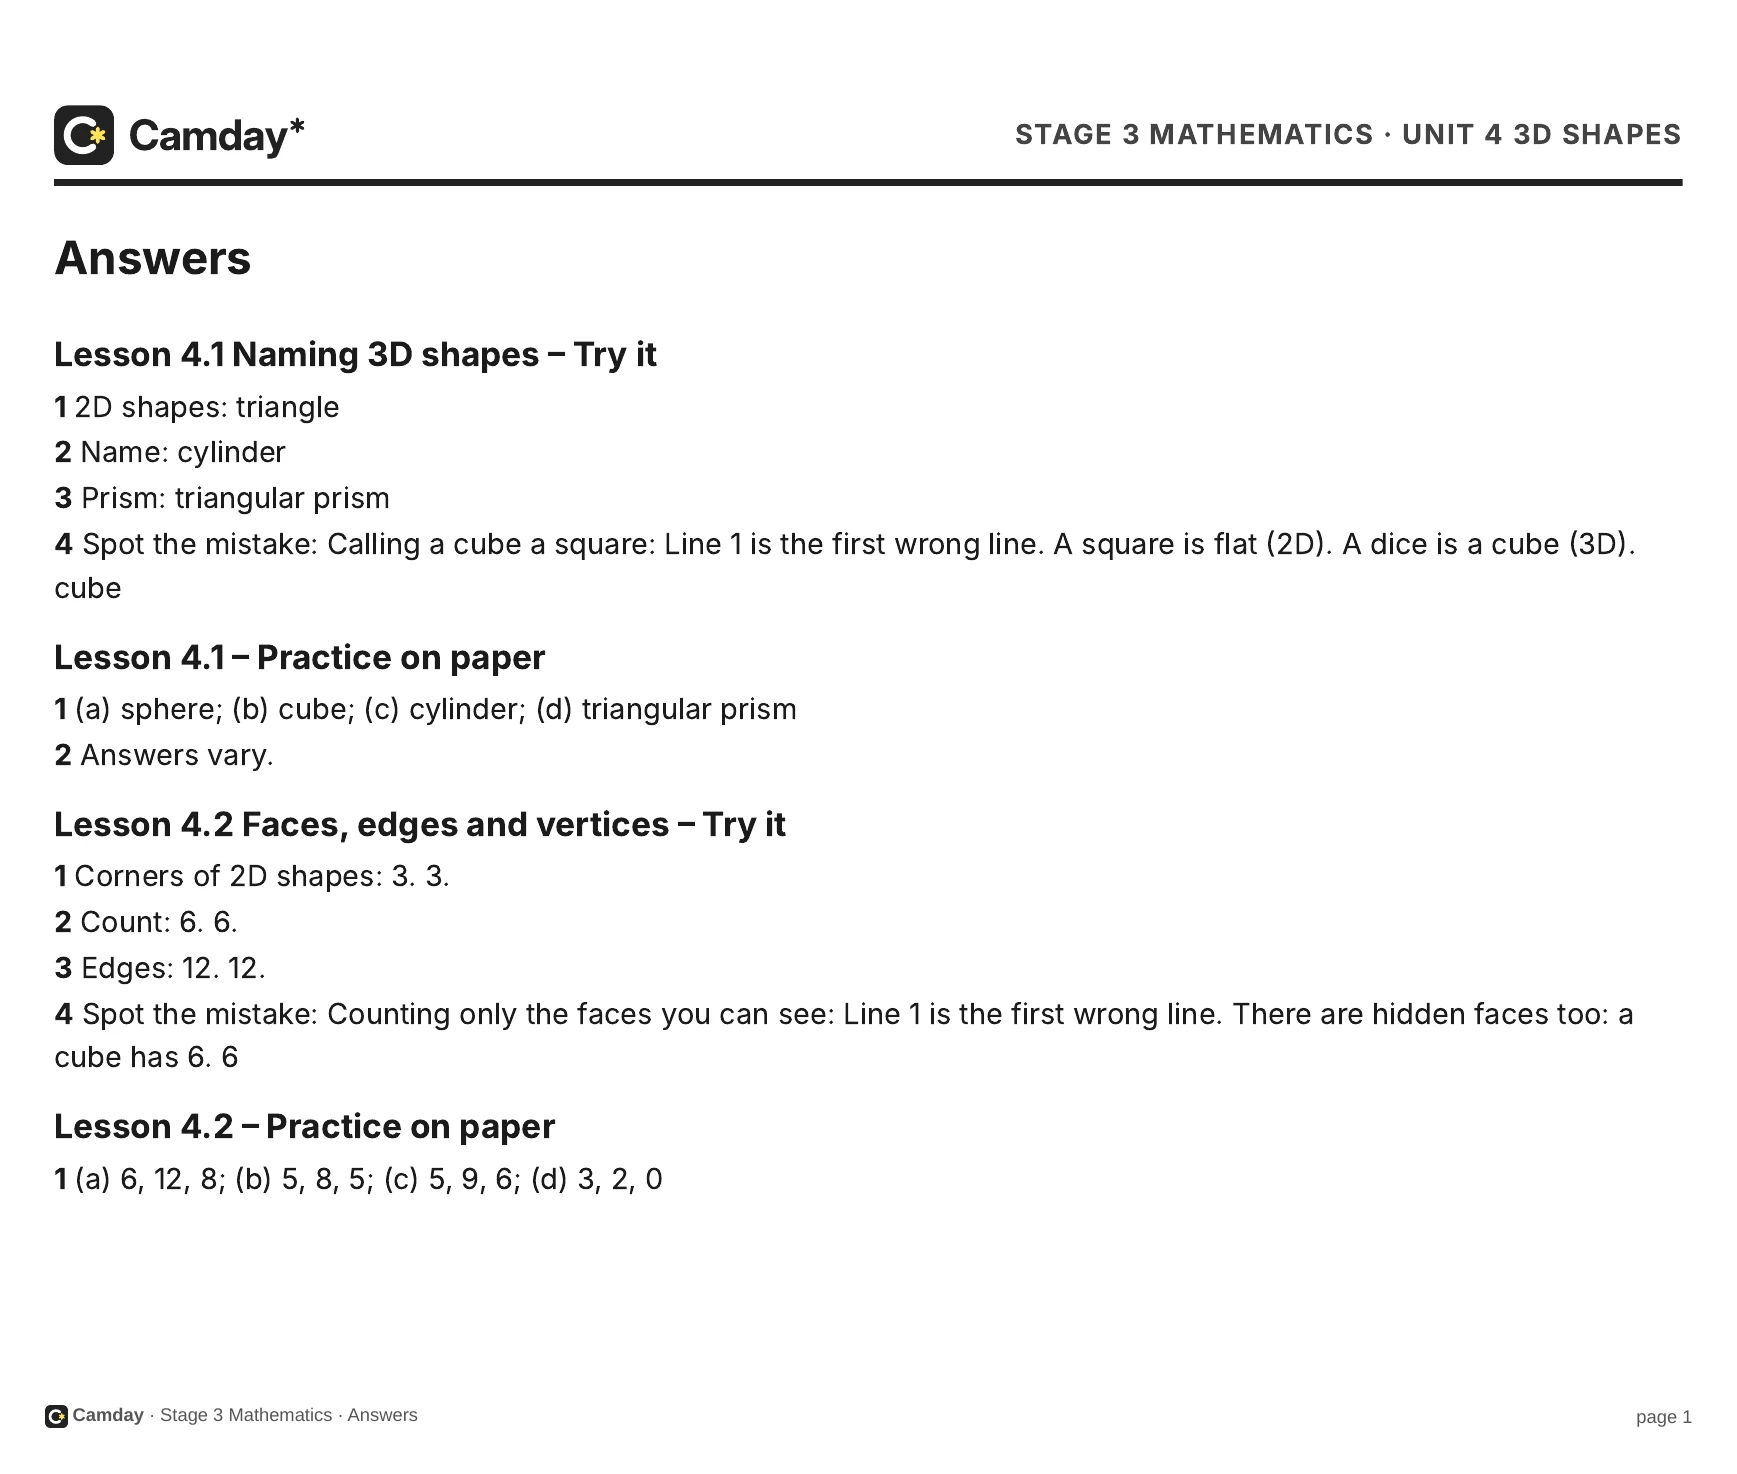 Camday*
STAGE 3 MATHEMATICS · UNIT 4 3D SHAPES
Answers
Lesson 4.1 Naming 3D shapes – Try it
1 2D shapes: triangle
2 Name: cylinder
3 Prism: triangular prism
4 Spot the mistake: Calling a cube a square: Line 1 is the first wrong line. A square is flat (2D). A dice is a cube (3D).
cube
Lesson 4.1 – Practice on paper
1 (a) sphere; (b) cube; (c) cylinder; (d) triangular prism
2 Answers vary.
Lesson 4.2 Faces, edges and vertices – Try it
1 Corners of 2D shapes: 3. 3.
2 Count: 6. 6.
3 Edges: 12. 12.
4 Spot the mistake: Counting only the faces you can see: Line 1 is the first wrong line. There are hidden faces too: a
cube has 6. 6
Lesson 4.2 – Practice on paper
1 (a) 6, 12, 8; (b) 5, 8, 5; (c) 5, 9, 6; (d) 3, 2, 0
Camday · Stage 3 Mathematics · Answers
page 1